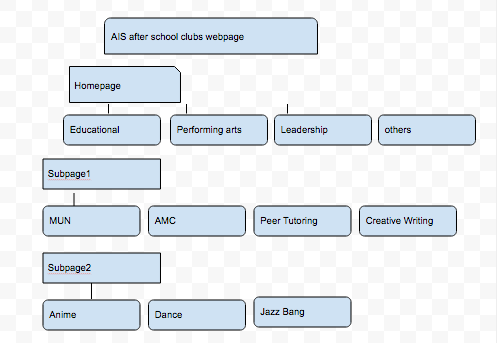 AIS after school clubs webpage
Homepage
Educational
Performing arts
Leadership
others
Subpage1
MUN
AMC
Peer Tutoring
Creative Writing
Subpage2
Anime
Dance
Jazz Bang